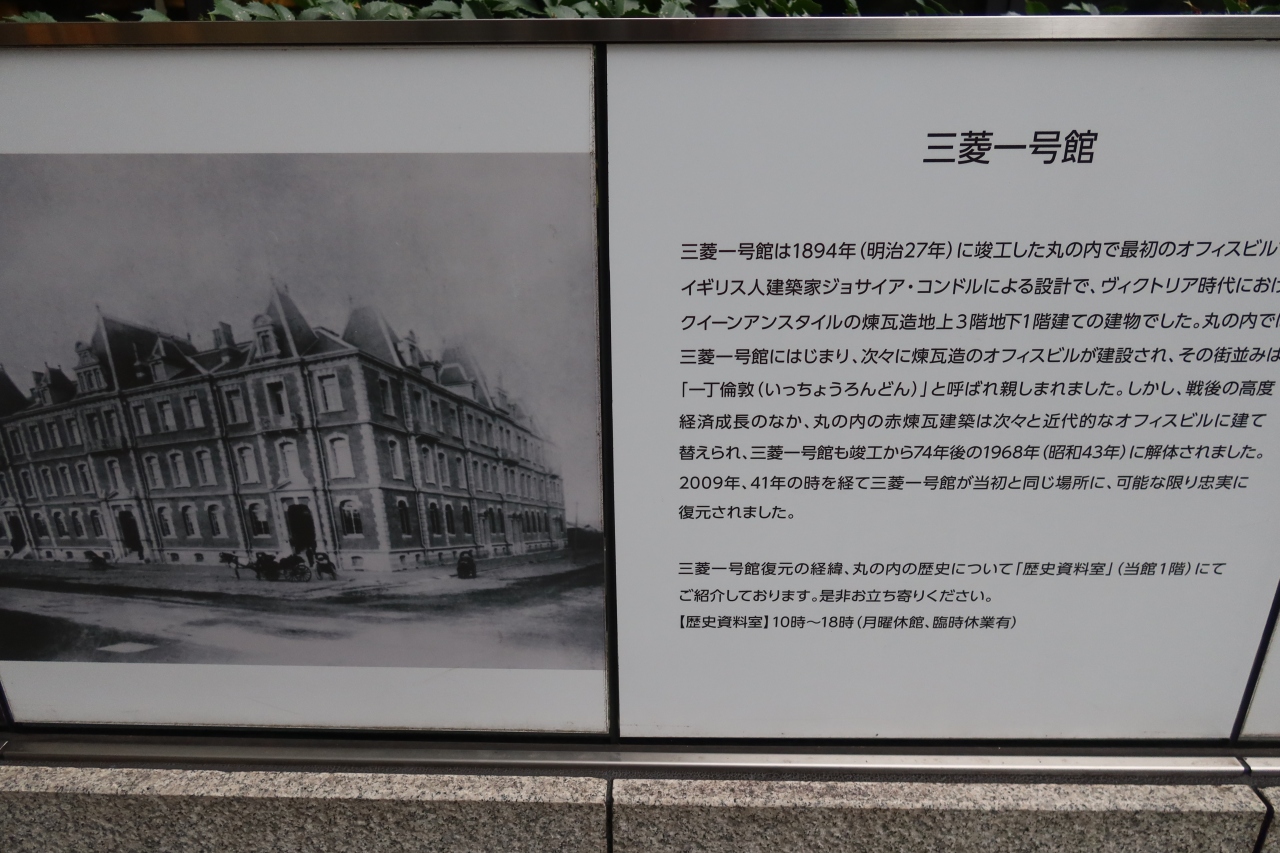 三菱一号館
三菱一号館は1894年（明治27年）に竣工した丸の内で最初のオフィスビル
イギリス人建築家ジョサイア・コンドルによる設計で、ヴィクトリア時代にお
クイーンアンスタイルの煉瓦造地上3階地下1階建ての建物でした。丸の内で
三菱一号館にはじまり、次々に煉瓦造のオフィスビルが建設され、その街並みは
「一丁倫敦（いっちょうろんどん）」と呼ばれ親しまれました。しかし、戦後の高度
経済成長のなか、丸の内の赤煉瓦建築は次々と近代的なオフィスビルに建て
替えられ、三菱一号館も竣工から74年後の1968年（昭和43年）に解体されました。
2009年、41年の時を経て三菱一号館が当初と同じ場所に、可能な限り忠実に
復元されました。
三菱一号館復元の経緯、丸の内の歴史について「歴史資料室」（当館1階）にて
ご紹介しております。是非お立ち寄りください。
【歴史資料室】10時〜18時（月曜休館、臨時休業有）